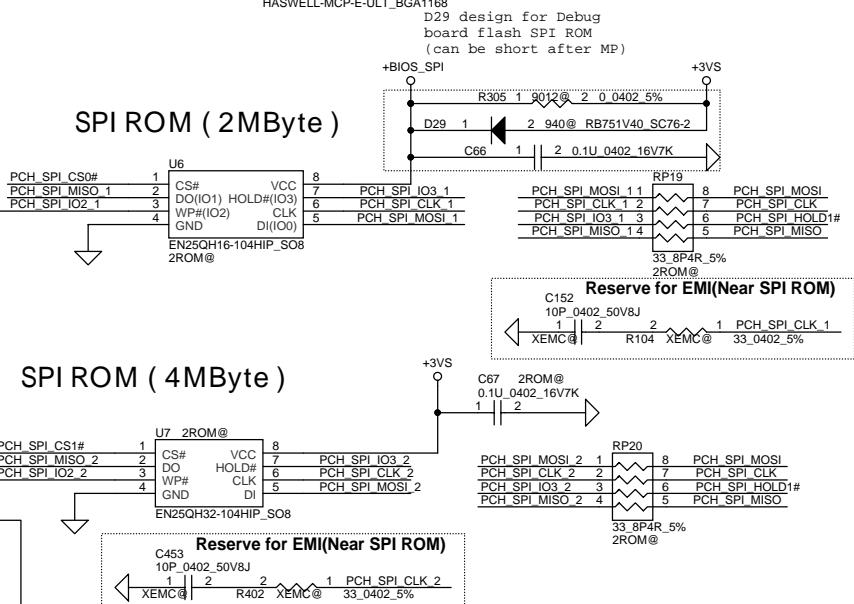 HASWELL-MCP-E-ULT_BGA1168
D29 design for Debug
board flash SPI ROM
(can be short after MP)
+BIOS_SPI
+3VS
R305 1 9012@ 2 0_0402_5%
SPI ROM ( 2MByte )
D29 1 2 940@ RB751V40_SC76-2
C66 1 2 0.1U_0402_16V7K
U6
PCH_SPI_CS0# 1 CS# VCC 8
PCH_SPI_MISO_1 2 DO(IO1) HOLD#(IO3) 7 PCH_SPI_IO3_1
PCH_SPI_IO2_1 3 WP#(IO2) CLK 6 PCH_SPI_CLK_1
4 GND DI(IO0) 5 PCH_SPI_MOSI_1
EN25QH16-104HIP_SO8
2ROM@
RP19
PCH_SPI_MOSI_1 1 8 PCH_SPI_MOSI
PCH_SPI_CLK_1 2 7 PCH_SPI_CLK
PCH_SPI_IO3_1 3 6 PCH_SPI_HOLD1#
PCH_SPI_MISO_1 4 5 PCH_SPI_MISO
33_8P4R_5%
2ROM@
Reserve for EMI(Near SPI ROM)
C152
10P_0402_50V8J
1 2 2 1 PCH_SPI_CLK_1
XEMC@ R104 XEMC@ 33_0402_5%
SPI ROM ( 4MByte )
+3VS
C67 2ROM@
0.1U_0402_16V7K
1 2
U7 2ROM@
PCH_SPI_CS1# 1 CS# VCC 8
PCH_SPI_MISO_2 2 DO HOLD# 7 PCH_SPI_IO3_2
PCH_SPI_IO2_2 3 WP# CLK 6 PCH_SPI_CLK_2
4 GND DI 5 PCH_SPI_MOSI_2
EN25QH32-104HIP_SO8
RP20
PCH_SPI_MOSI_2 1 8 PCH_SPI_MOSI
PCH_SPI_CLK_2 2 7 PCH_SPI_CLK
PCH_SPI_IO3_2 3 6 PCH_SPI_HOLD1#
PCH_SPI_MISO_2 4 5 PCH_SPI_MISO
33_8P4R_5%
2ROM@
Reserve for EMI(Near SPI ROM)
C453
10P_0402_50V8J
1 2 2 1 PCH_SPI_CLK_2
XEMC@ R402 XEMC@ 33_0402_5%